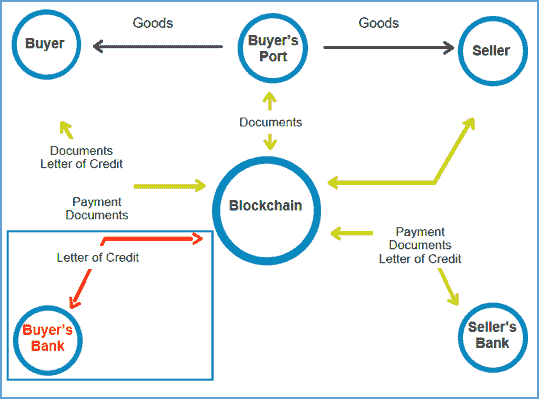 Goods
Goods
Buyer
Buyer's
Port
Seller
Documents
Documents
Letter of Credit
Blockchain
Payment
Documents
Payment
Documents
Letter of Credit
Letter of Credit
Buyer's
Bank
Seller's
Bank